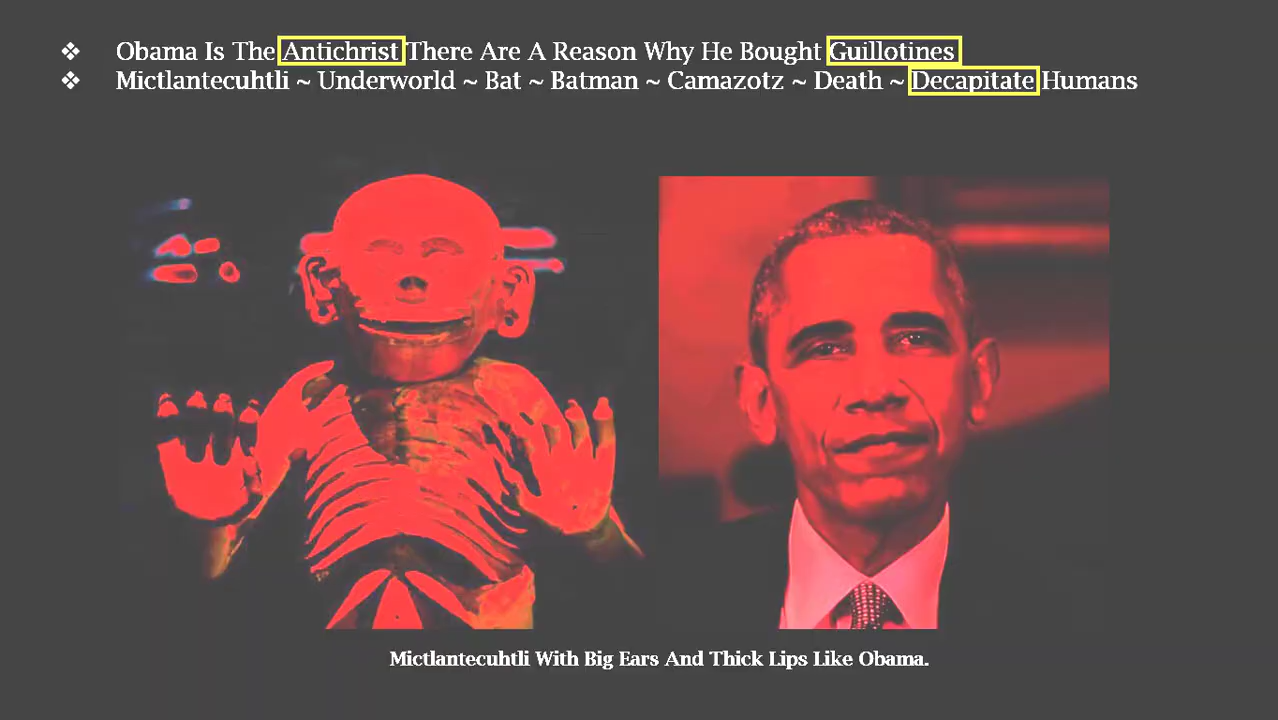 ❖ Obama Is The Antichrist There Are A Reason Why He Bought Guillotines
❖ Mictlantecuhtli ~ Underworld ~ Bat ~ Batman ~ Camazotz ~ Death ~ Decapitate Humans
Mictlantecuhtli With Big Ears And Thick Lips Like Obama.